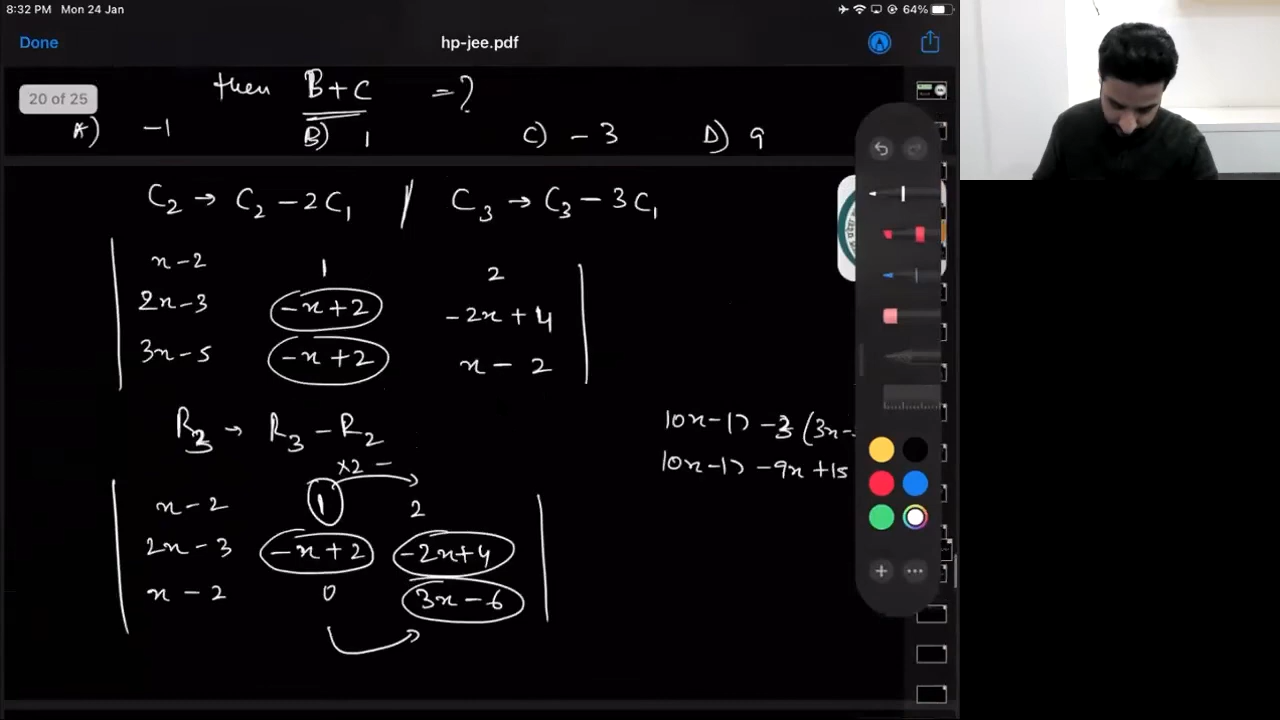 8:32 PM Mon 24 Jan
64%
Done
hp-jee.pdf
20 of 25
then B+C =?
A) -1 B) 1 C) -3 D) 9
C₂ → C₂ - 2C₁ / C₃ → C₃ - 3C₁
x-2 1 2
2x-3 -x+2 -2x+4
3x-5 -x+2 x-2
R₃ → R₃ - R₂
10x-17 -3(3x-
×2 -
10x-17 -9x+15
x-2 1 2
2x-3 -x+2 -2x+4
x-2 0 3x-6